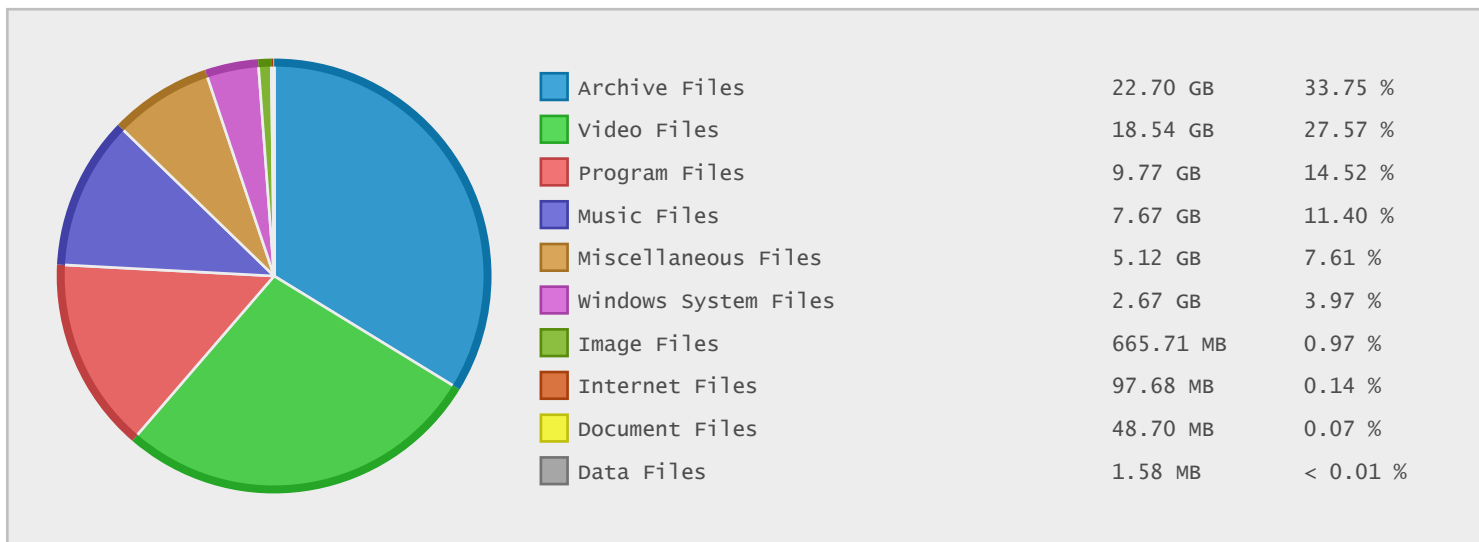 Archive Files 22.70 GB 33.75 %
Video Files 18.54 GB 27.57 %
Program Files 9.77 GB 14.52 %
Music Files 7.67 GB 11.40 %
Miscellaneous Files 5.12 GB 7.61 %
Windows System Files 2.67 GB 3.97 %
Image Files 665.71 MB 0.97 %
Internet Files 97.68 MB 0.14 %
Document Files 48.70 MB 0.07 %
Data Files 1.58 MB < 0.01 %